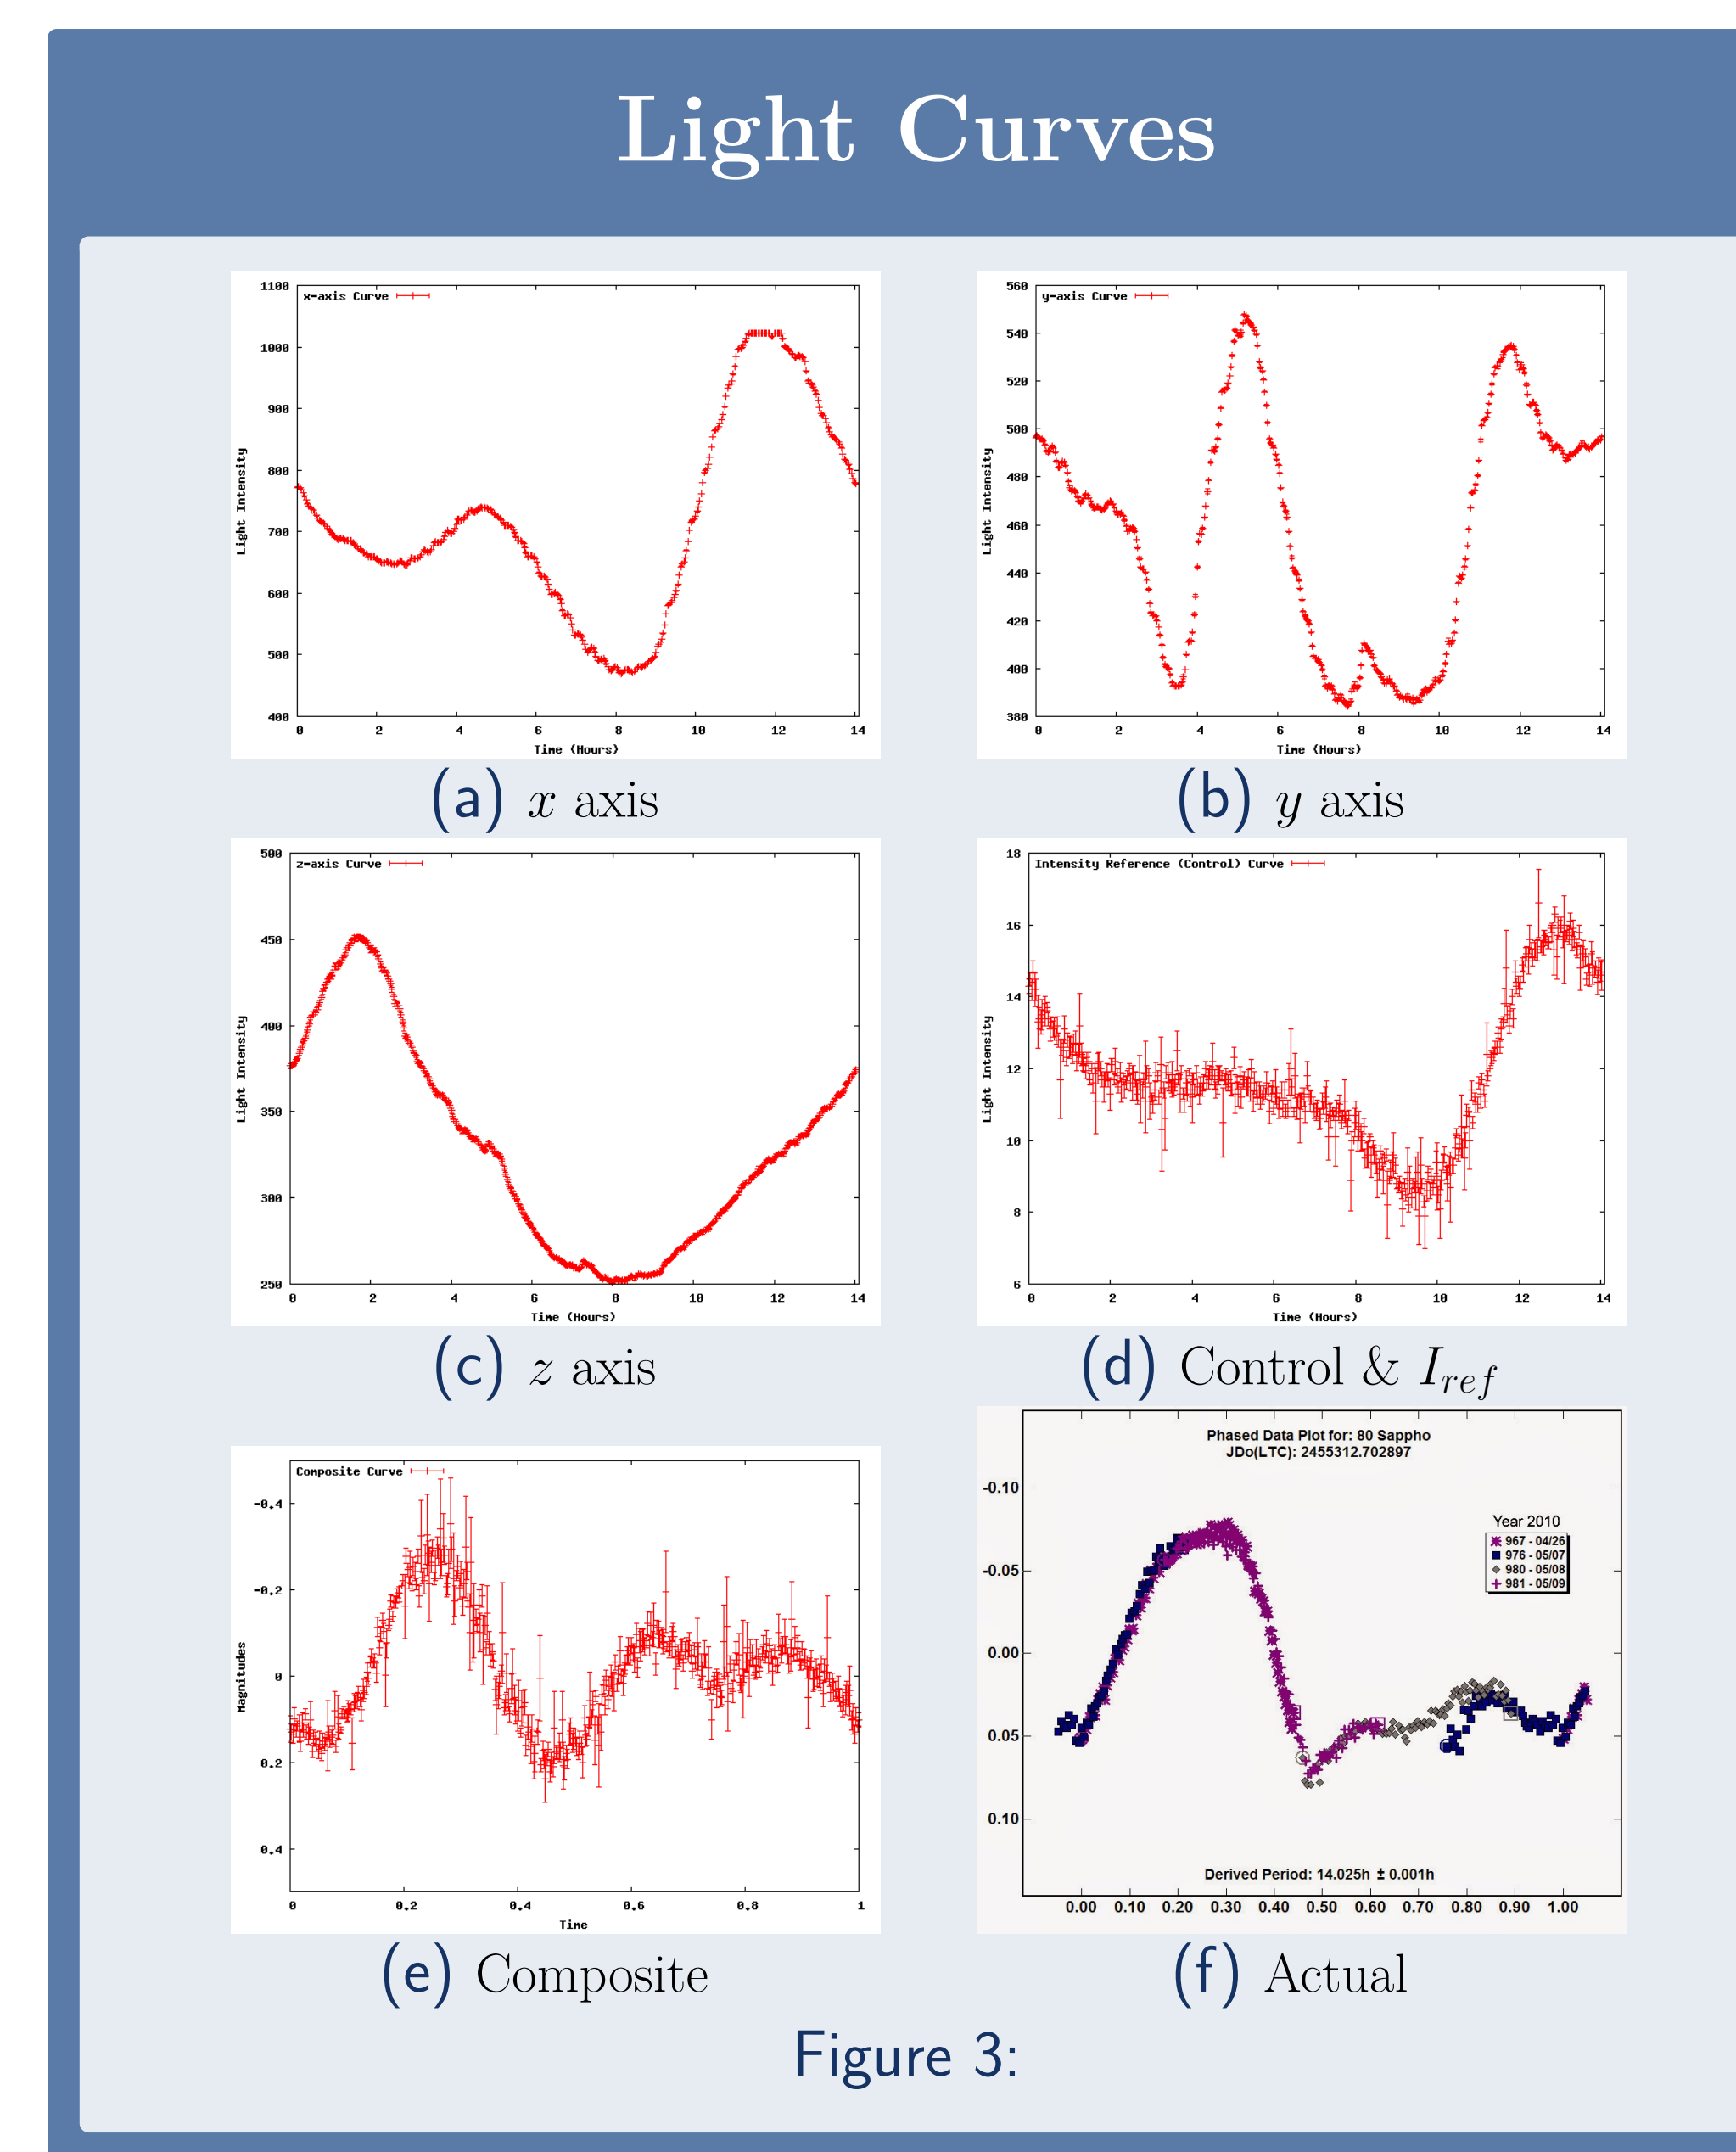 Light Curves
x-axis Curve
1100
1000
900
800
700
600
500
400
Light Intensity
0 2 4 6 8 10 12 14
Time (Hours)
(a) x axis
y-axis Curve
560
540
520
500
480
460
440
420
400
380
Light Intensity
0 2 4 6 8 10 12 14
Time (Hours)
(b) y axis
z-axis Curve
500
450
400
350
300
250
Light Intensity
0 2 4 6 8 10 12 14
Time (Hours)
(c) z axis
Intensity Reference (Control) Curve
18
16
14
12
10
8
6
Light Intensity
0 2 4 6 8 10 12 14
Time (Hours)
(d) Control & I_ref
Composite Curve
-0.4
-0.2
0
0.2
0.4
Magnitudes
0 0.2 0.4 0.6 0.8 1
Time
(e) Composite
Phased Data Plot for: 80 Sappho
JDo(LTC): 2455312.702897
-0.10
-0.05
0.00
0.05
0.10
Year 2010
967 - 04/26
976 - 05/07
980 - 05/08
981 - 05/09
Derived Period: 14.025h ± 0.001h
0.00 0.10 0.20 0.30 0.40 0.50 0.60 0.70 0.80 0.90 1.00
(f) Actual
Figure 3: